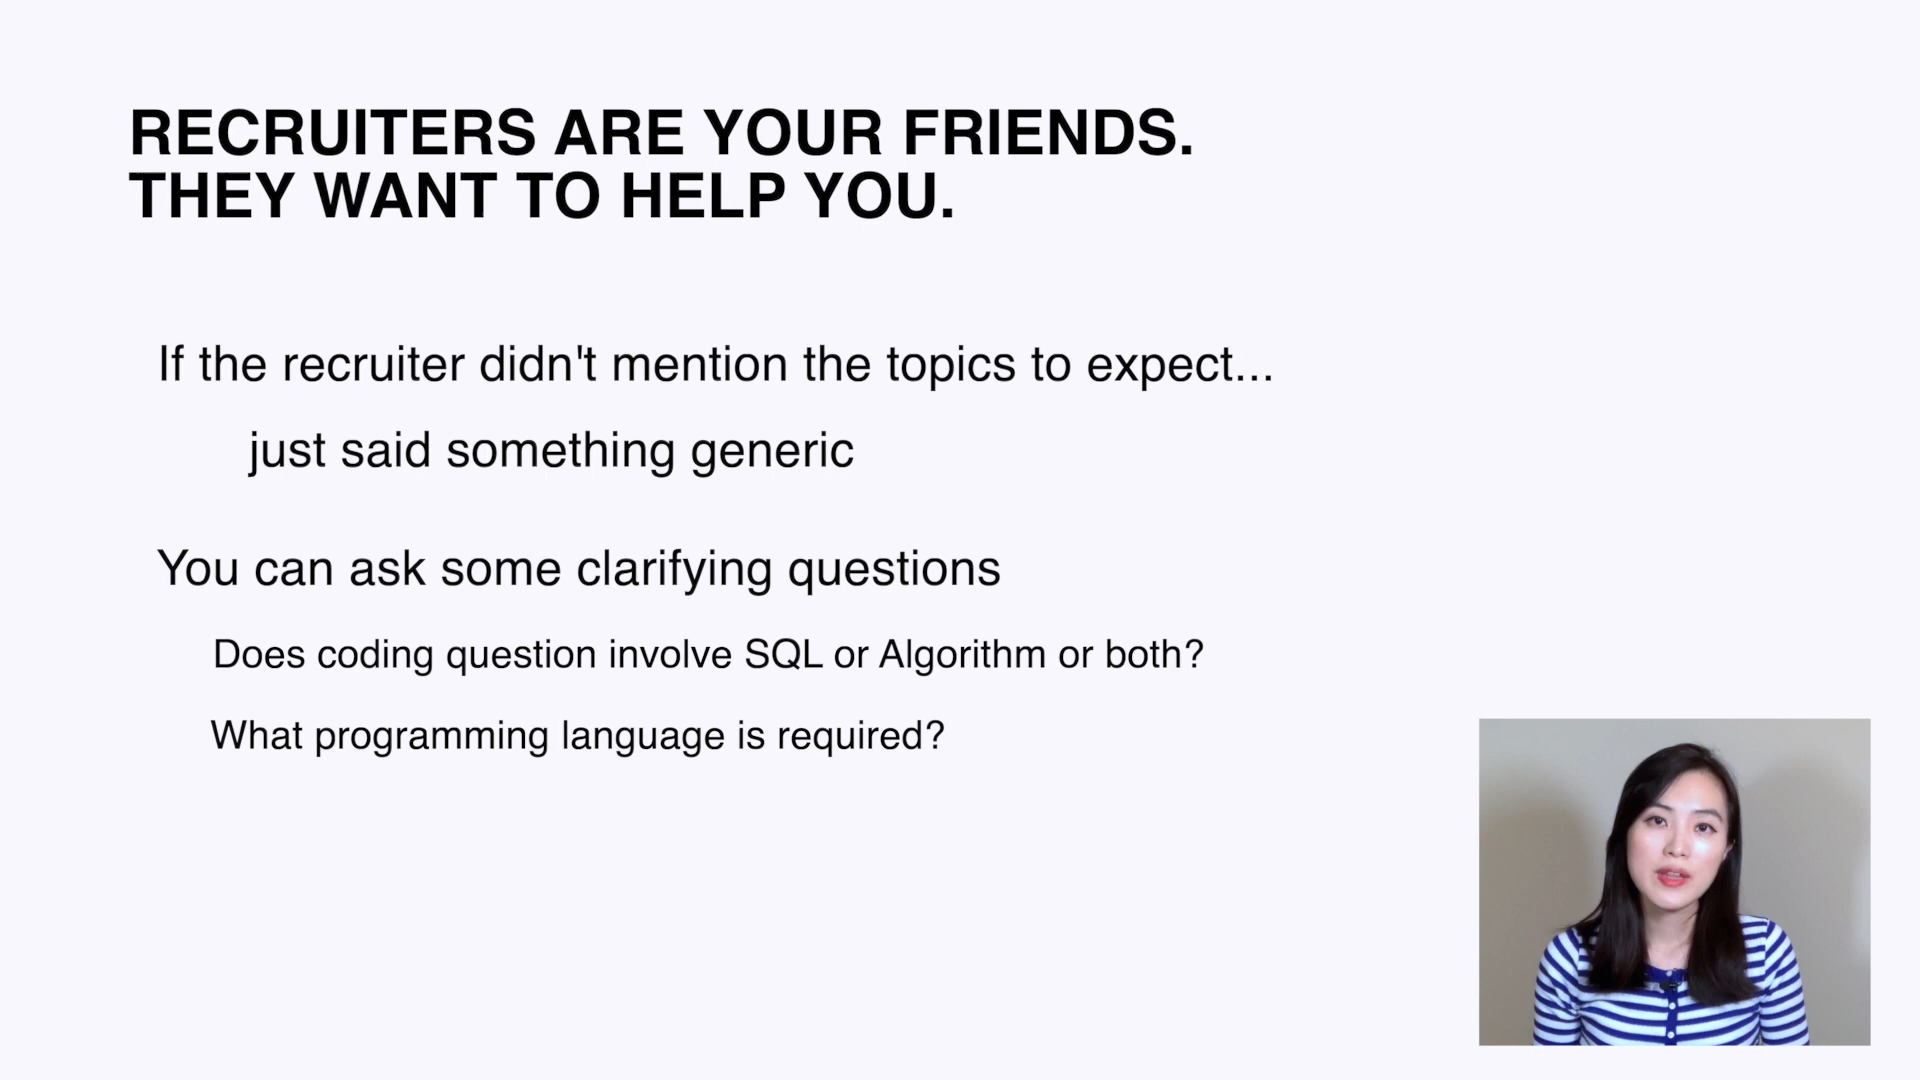 RECRUITERS ARE YOUR FRIENDS.
THEY WANT TO HELP YOU.
If the recruiter didn't mention the topics to expect...
just said something generic
You can ask some clarifying questions
Does coding question involve SQL or Algorithm or both?
What programming language is required?